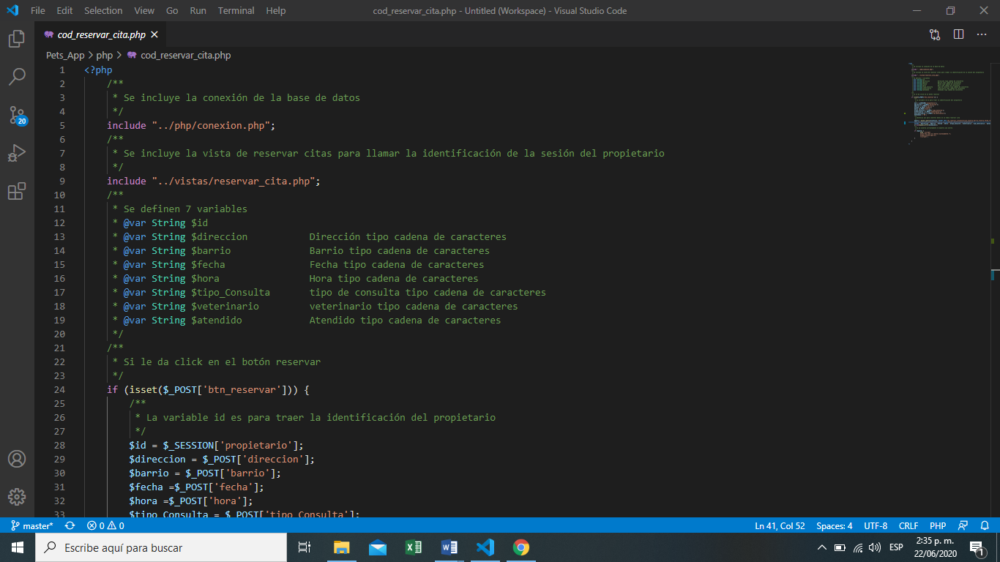 File Edit Selection View Go Run Terminal Help cod_reservar_cita.php - Untitled (Workspace) - Visual Studio Code
cod_reservar_cita.php
Pets_App > php > cod_reservar_cita.php
1 <?php
2 /**
3 * Se incluye la conexión de la base de datos
4 */
5 include "../php/conexion.php";
6 /**
7 * Se incluye la vista de reservar citas para llamar la identificación de la sesión del propietario
8 */
9 include "../vistas/reservar_cita.php";
10 /**
11 * Se definen 7 variables
12 * @var String $id
13 * @var String $direccion Dirección tipo cadena de caracteres
14 * @var String $barrio Barrio tipo cadena de caracteres
15 * @var String $fecha Fecha tipo cadena de caracteres
16 * @var String $hora Hora tipo cadena de caracteres
17 * @var String $tipo_Consulta tipo de consulta tipo cadena de caracteres
18 * @var String $veterinario veterinario tipo cadena de caracteres
19 * @var String $atendido Atendido tipo cadena de caracteres
20 */
21 /**
22 * Si le da click en el botón reservar
23 */
24 if (isset($_POST['btn_reservar'])) {
25 /**
26 * La variable id es para traer la identificación del propietario
27 */
28 $id = $_SESSION['propietario'];
29 $direccion = $_POST['direccion'];
30 $barrio = $_POST['barrio'];
31 $fecha =$_POST['fecha'];
32 $hora =$_POST['hora'];
33 $tipo_Consulta = $_POST['tipo_Consulta'];
20
master* 0 0 Ln 41, Col 52 Spaces: 4 UTF-8 CRLF PHP
Escribe aquí para buscar
ESP
2:35 p. m.
22/06/2020
1